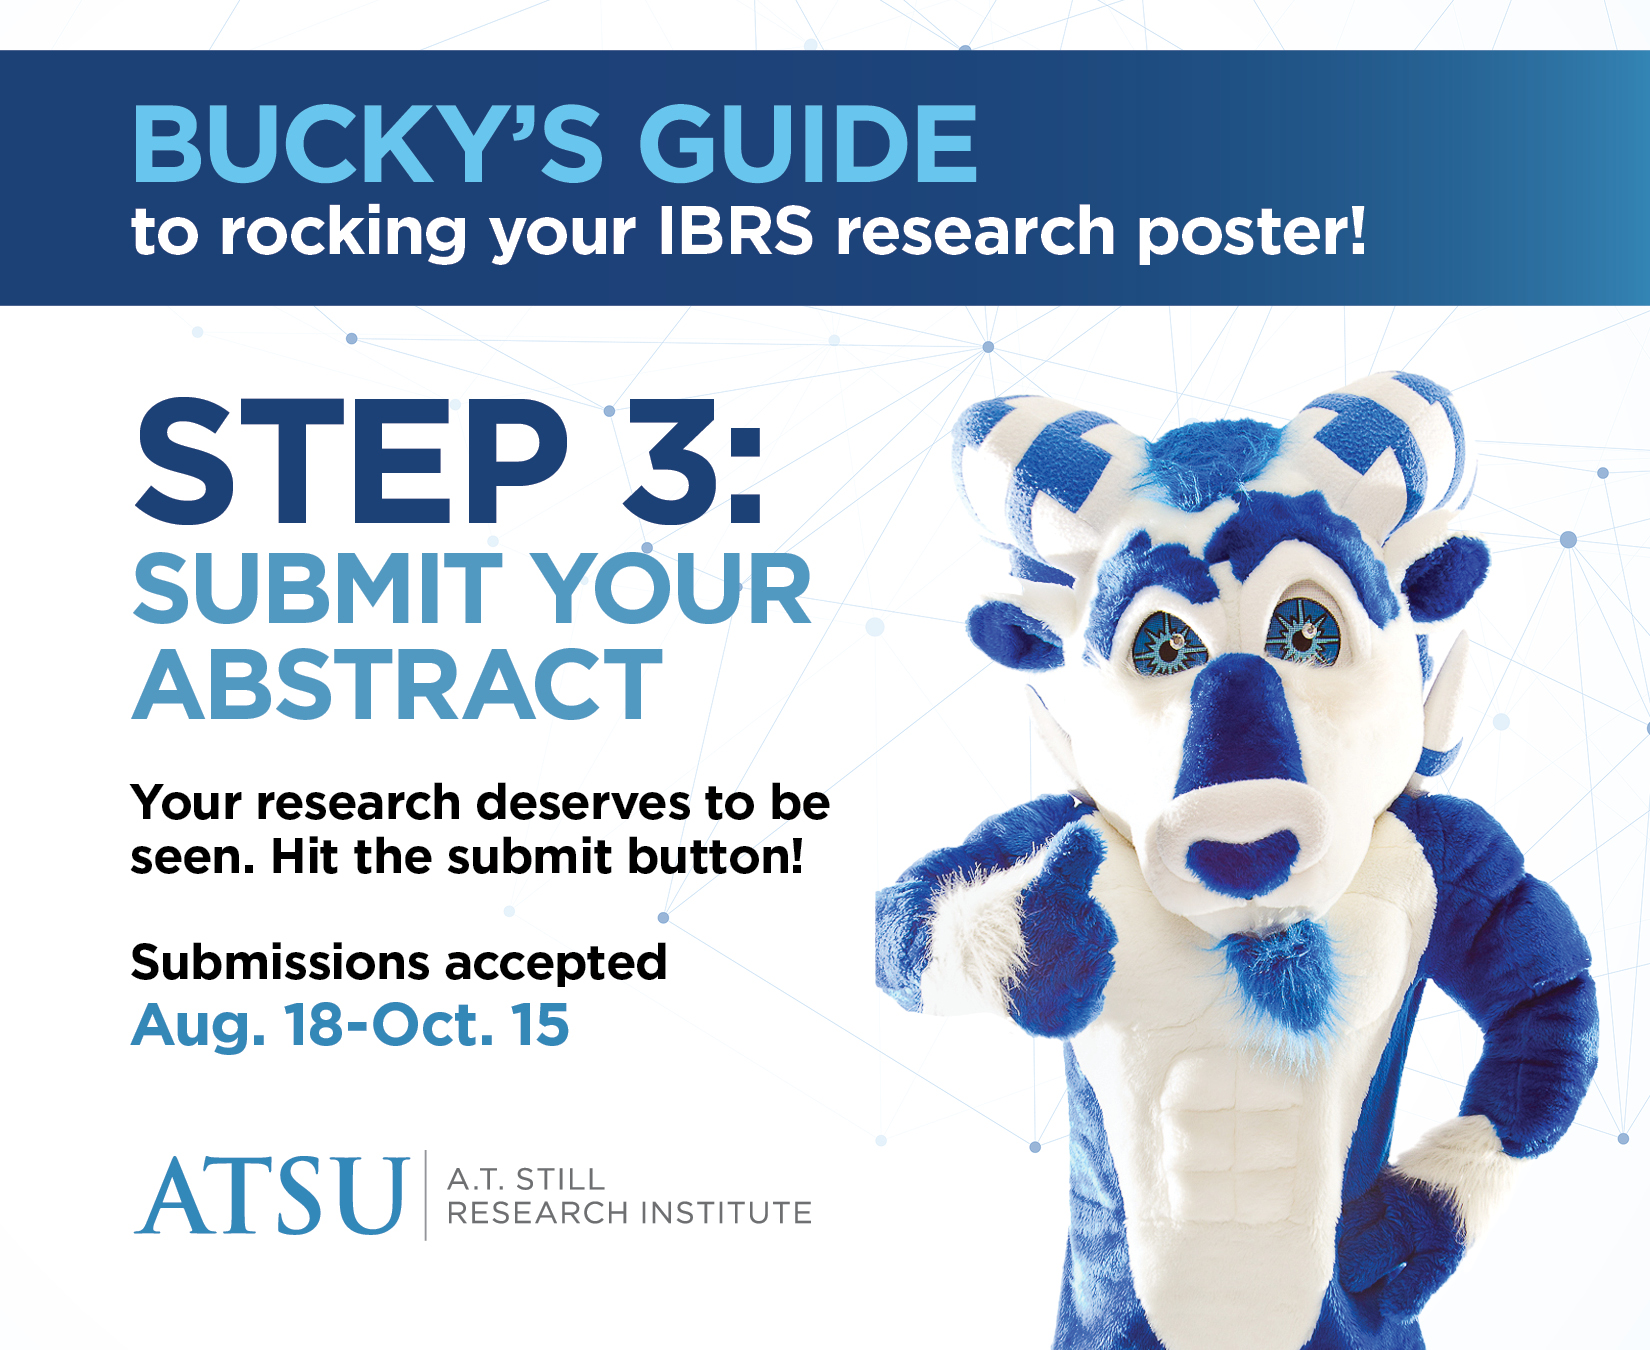 BUCKY’S GUIDE
to rocking your IBRS research poster!
STEP 3:
SUBMIT YOUR
ABSTRACT
Your research deserves to be
seen. Hit the submit button!
Submissions accepted
Aug. 18-Oct. 15
ATSU
A.T. STILL
RESEARCH INSTITUTE